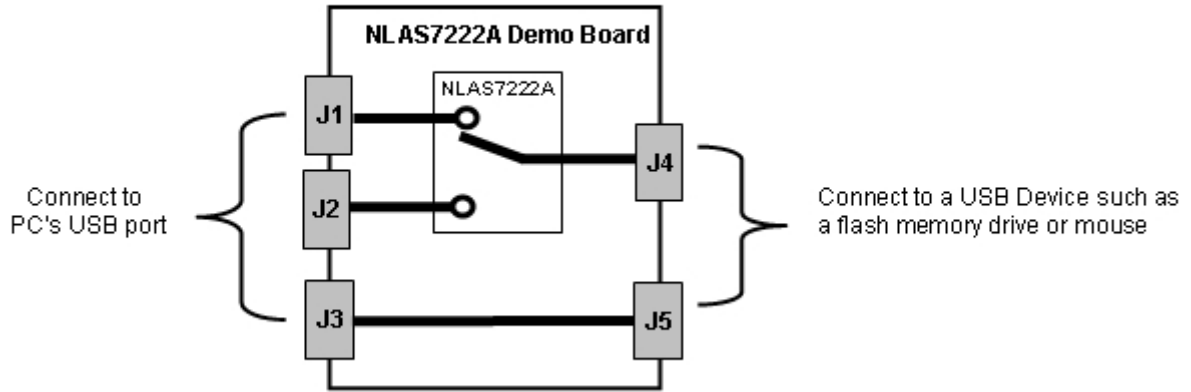 NLAS7222A Demo Board
NLAS7222A
J1
J2
J3
J4
J5
Connect to
PC's USB port
Connect to a USB Device such as
a flash memory drive or mouse